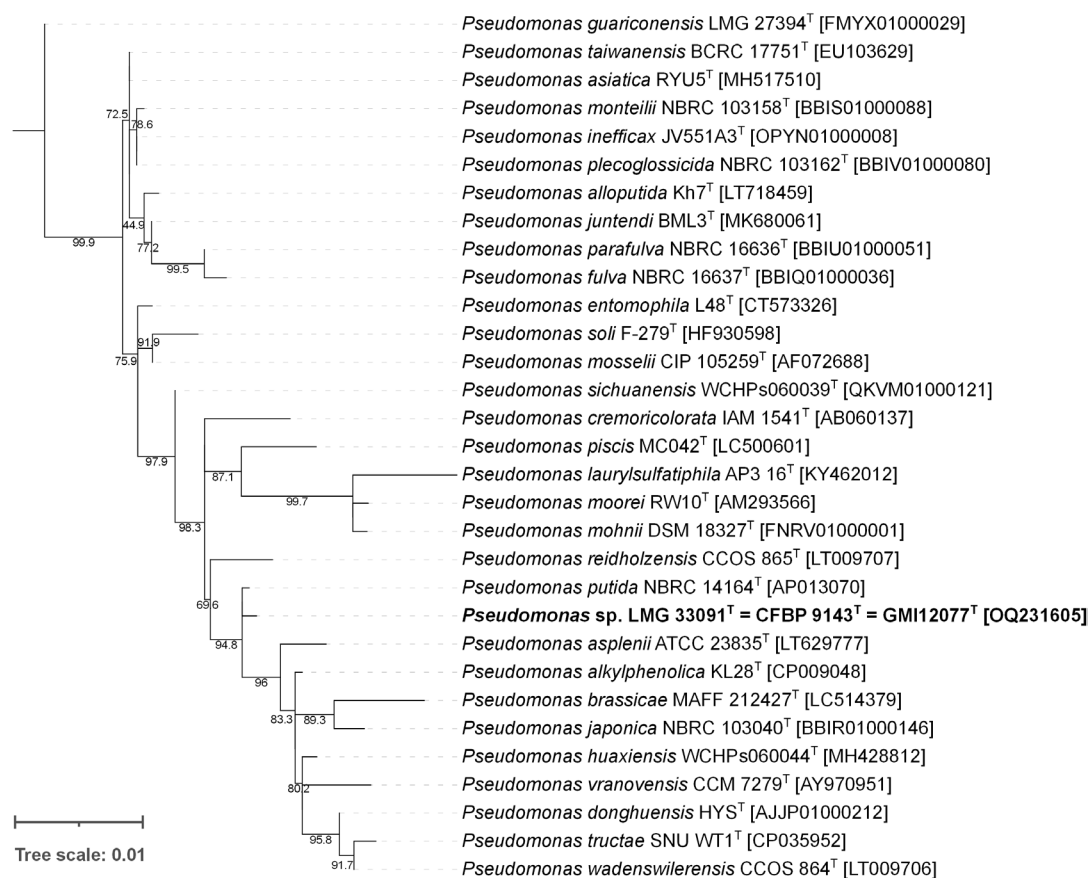 Pseudomonas guariconensis LMG 27394T [FMYX01000029]
Pseudomonas taiwanensis BCRC 17751T [EU103629]
Pseudomonas asiatica RYU5T [MH517510]
72.5
78.6
Pseudomonas monteilii NBRC 103158T [BBIS01000088]
Pseudomonas inefficax JV551A3T [OPYN01000008]
Pseudomonas plecoglossicida NBRC 103162T [BBIV01000080]
Pseudomonas alloputida Kh7T [LT718459]
44.9
Pseudomonas juntendi BML3T [MK680061]
99.9
77.2
Pseudomonas parafulva NBRC 16636T [BBIU01000051]
99.5
Pseudomonas fulva NBRC 16637T [BBIQ01000036]
Pseudomonas entomophila L48T [CT573326]
Pseudomonas soli F-279T [HF930598]
91.9
75.9
Pseudomonas mosselii CIP 105259T [AF072688]
Pseudomonas sichuanensis WCHPs060039T [QKVM01000121]
Pseudomonas cremoricolorata IAM 1541T [AB060137]
Pseudomonas piscis MC042T [LC500601]
97.9
87.1
Pseudomonas laurylsulfatiphila AP3 16T [KY462012]
99.7
Pseudomonas moorei RW10T [AM293566]
98.3
Pseudomonas mohnii DSM 18327T [FNRV01000001]
Pseudomonas reidholzensis CCOS 865T [LT009707]
Pseudomonas putida NBRC 14164T [AP013070]
69.6
Pseudomonas sp. LMG 33091T = CFBP 9143T = GMI12077T [OQ231605]
94.8
Pseudomonas asplenii ATCC 23835T [LT629777]
Pseudomonas alkylphenolica KL28T [CP009048]
96
Pseudomonas brassicae MAFF 212427T [LC514379]
83.3
89.3
Pseudomonas japonica NBRC 103040T [BBIR01000146]
Pseudomonas huaxiensis WCHPs060044T [MH428812]
Pseudomonas vranovensis CCM 7279T [AY970951]
80.2
Pseudomonas donghuensis HYST [AJJP01000212]
95.8
Pseudomonas tructae SNU WT1T [CP035952]
Tree scale: 0.01
91.7
Pseudomonas wadenswilerensis CCOS 864T [LT009706]